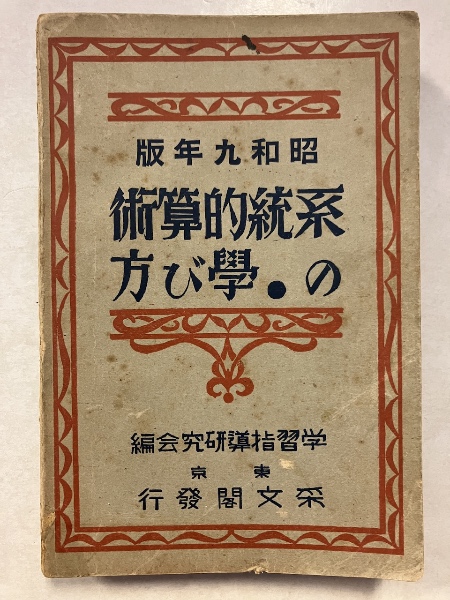 昭和九年版
系統的算術
の・學び方
学習指導研究会編
東京
采文閣發行